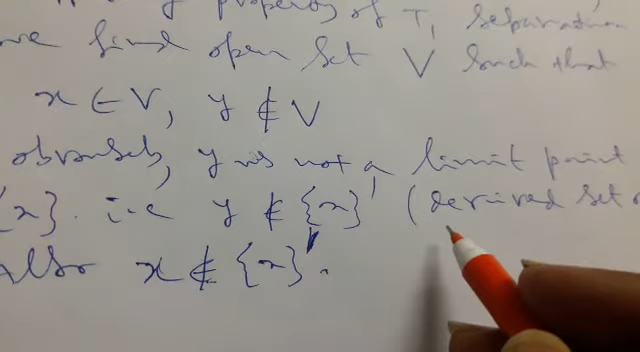 property of T₁ separation
we find open set V such that
x ∈ V, y ∉ V
obviously, y is not a limit point
{x}. i.e y ∉ {x}' (derived set o
Also x ∉ {x}'.